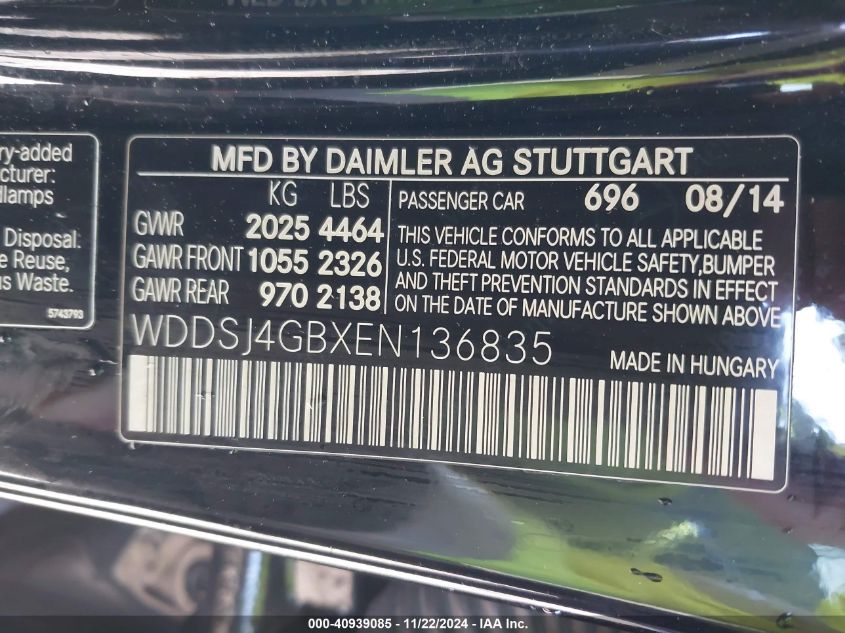 ry-added
cturer:
dlamps
Disposal.
e Reuse,
us Waste.
5743793
MFD BY DAIMLER AG STUTTGART
KG LBS
GVWR 2025 4464
GAWR FRONT 1055 2326
GAWR REAR 970 2138
PASSENGER CAR 696 08/14
THIS VEHICLE CONFORMS TO ALL APPLICABLE
U.S. FEDERAL MOTOR VEHICLE SAFETY,BUMPER
AND THEFT PREVENTION STANDARDS IN EFFECT
ON THE DATE OF MANUFACTURE SHOWN ABOVE.
WDDSJ4GBXEN136835
MADE IN HUNGARY
000-40939085 - 11/22/2024 - IAA Inc.